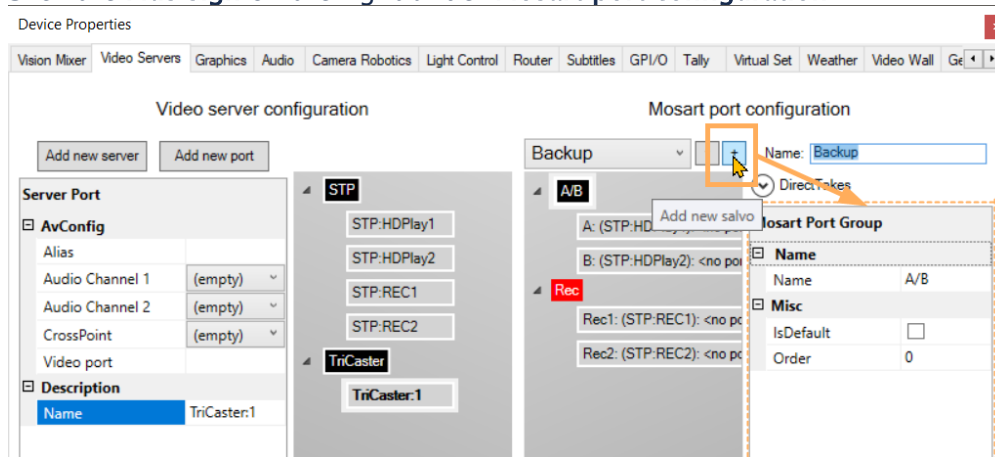 Device Properties
Vision Mixer Video Servers Graphics Audio Camera Robotics Light Control Router Subtitles GPI/O Tally Virtual Set Weather Video Wall Ge
Video server configuration
Mosart port configuration
Add new server Add new port
Backup + Name: Backup
DirectTakes
Add new salvo
Server Port
AvConfig
Alias
Audio Channel 1 (empty)
Audio Channel 2 (empty)
CrossPoint (empty)
Video port
Description
Name TriCaster:1
STP
STP:HDPlay1
STP:HDPlay2
STP:REC1
STP:REC2
TriCaster
TriCaster:1
A/B
A: (STP:HD
B: (STP:HDPlay2): <no po
Rec
Rec1: (STP:REC1): <no po
Rec2: (STP:REC2): <no po
Mosart Port Group
Name
Name A/B
Misc
IsDefault
Order 0